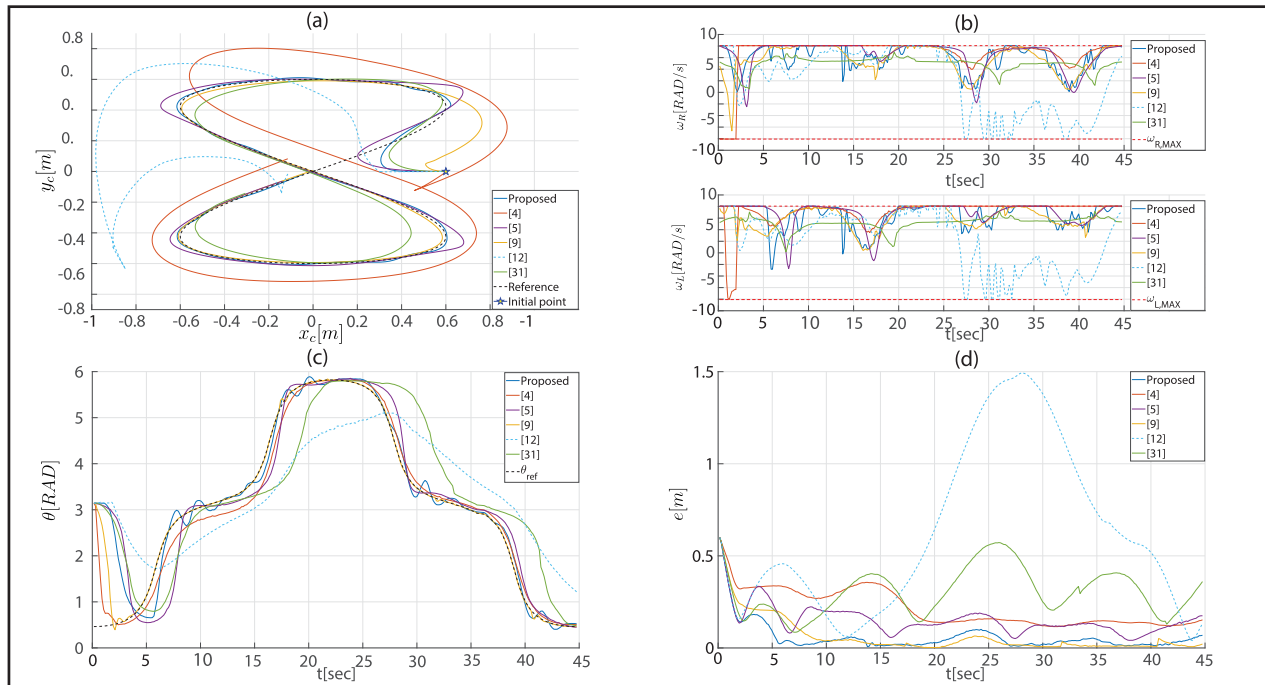 (a)
0.8
0.
0.
0.
0
-0.2
-0.4
-0.6
0.8
y_c[m]
-1 -0.8 -0.6 -0.4 -0.2 0 0.2 0.4 0.6 0.8 -1
x_c[m]
Proposed
[4]
[5]
[9]
[12]
[31]
Reference
Initial point
(b)
10
5
0
-5
-10
ω_R[RAD/s]
0 5 10 15 20 25 30 35 40 45
t[sec]
Proposed
[4]
[5]
[9]
[12]
[31]
ω_R,MAX
10
5
0
-5
-10
ω_L[RAD/s]
0 5 10 15 20 25 30 35 40 45
t[sec]
Proposed
[4]
[5]
[9]
[12]
[31]
ω_L,MAX
(c)
6
5
4
3
2
1
0
θ[RAD]
0 5 10 15 20 25 30 35 40 45
t[sec]
Proposed
[4]
[5]
[9]
[12]
[31]
θ_ref
(d)
1.5
1
0.5
0
e[m]
0 5 10 15 20 25 30 35 40 45
t[sec]
Proposed
[4]
[5]
[9]
[12]
[31]